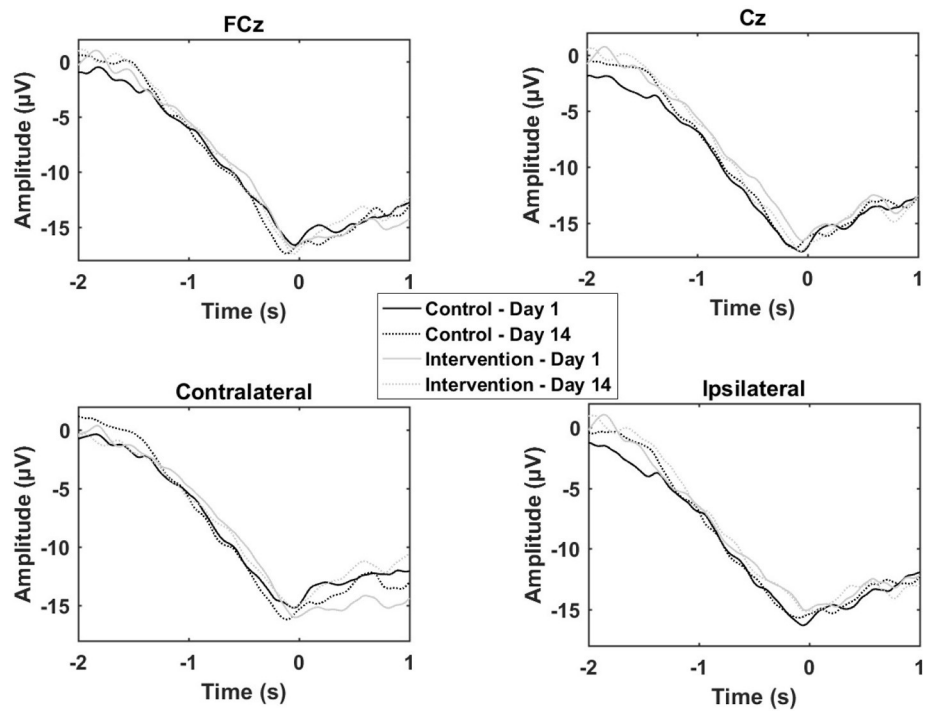 FCz
0
-5
-10
-15
Amplitude (µV)
-2
-1
0
1
Time (s)
Cz
0
-5
-10
-15
Amplitude (µV)
-2
-1
0
1
Time (s)
Control - Day 1
Control - Day 14
Intervention - Day 1
Intervention - Day 14
Contralateral
0
-5
-10
-15
Amplitude (µV)
-2
-1
0
1
Time (s)
Ipsilateral
0
-5
-10
-15
Amplitude (µV)
-2
-1
0
1
Time (s)